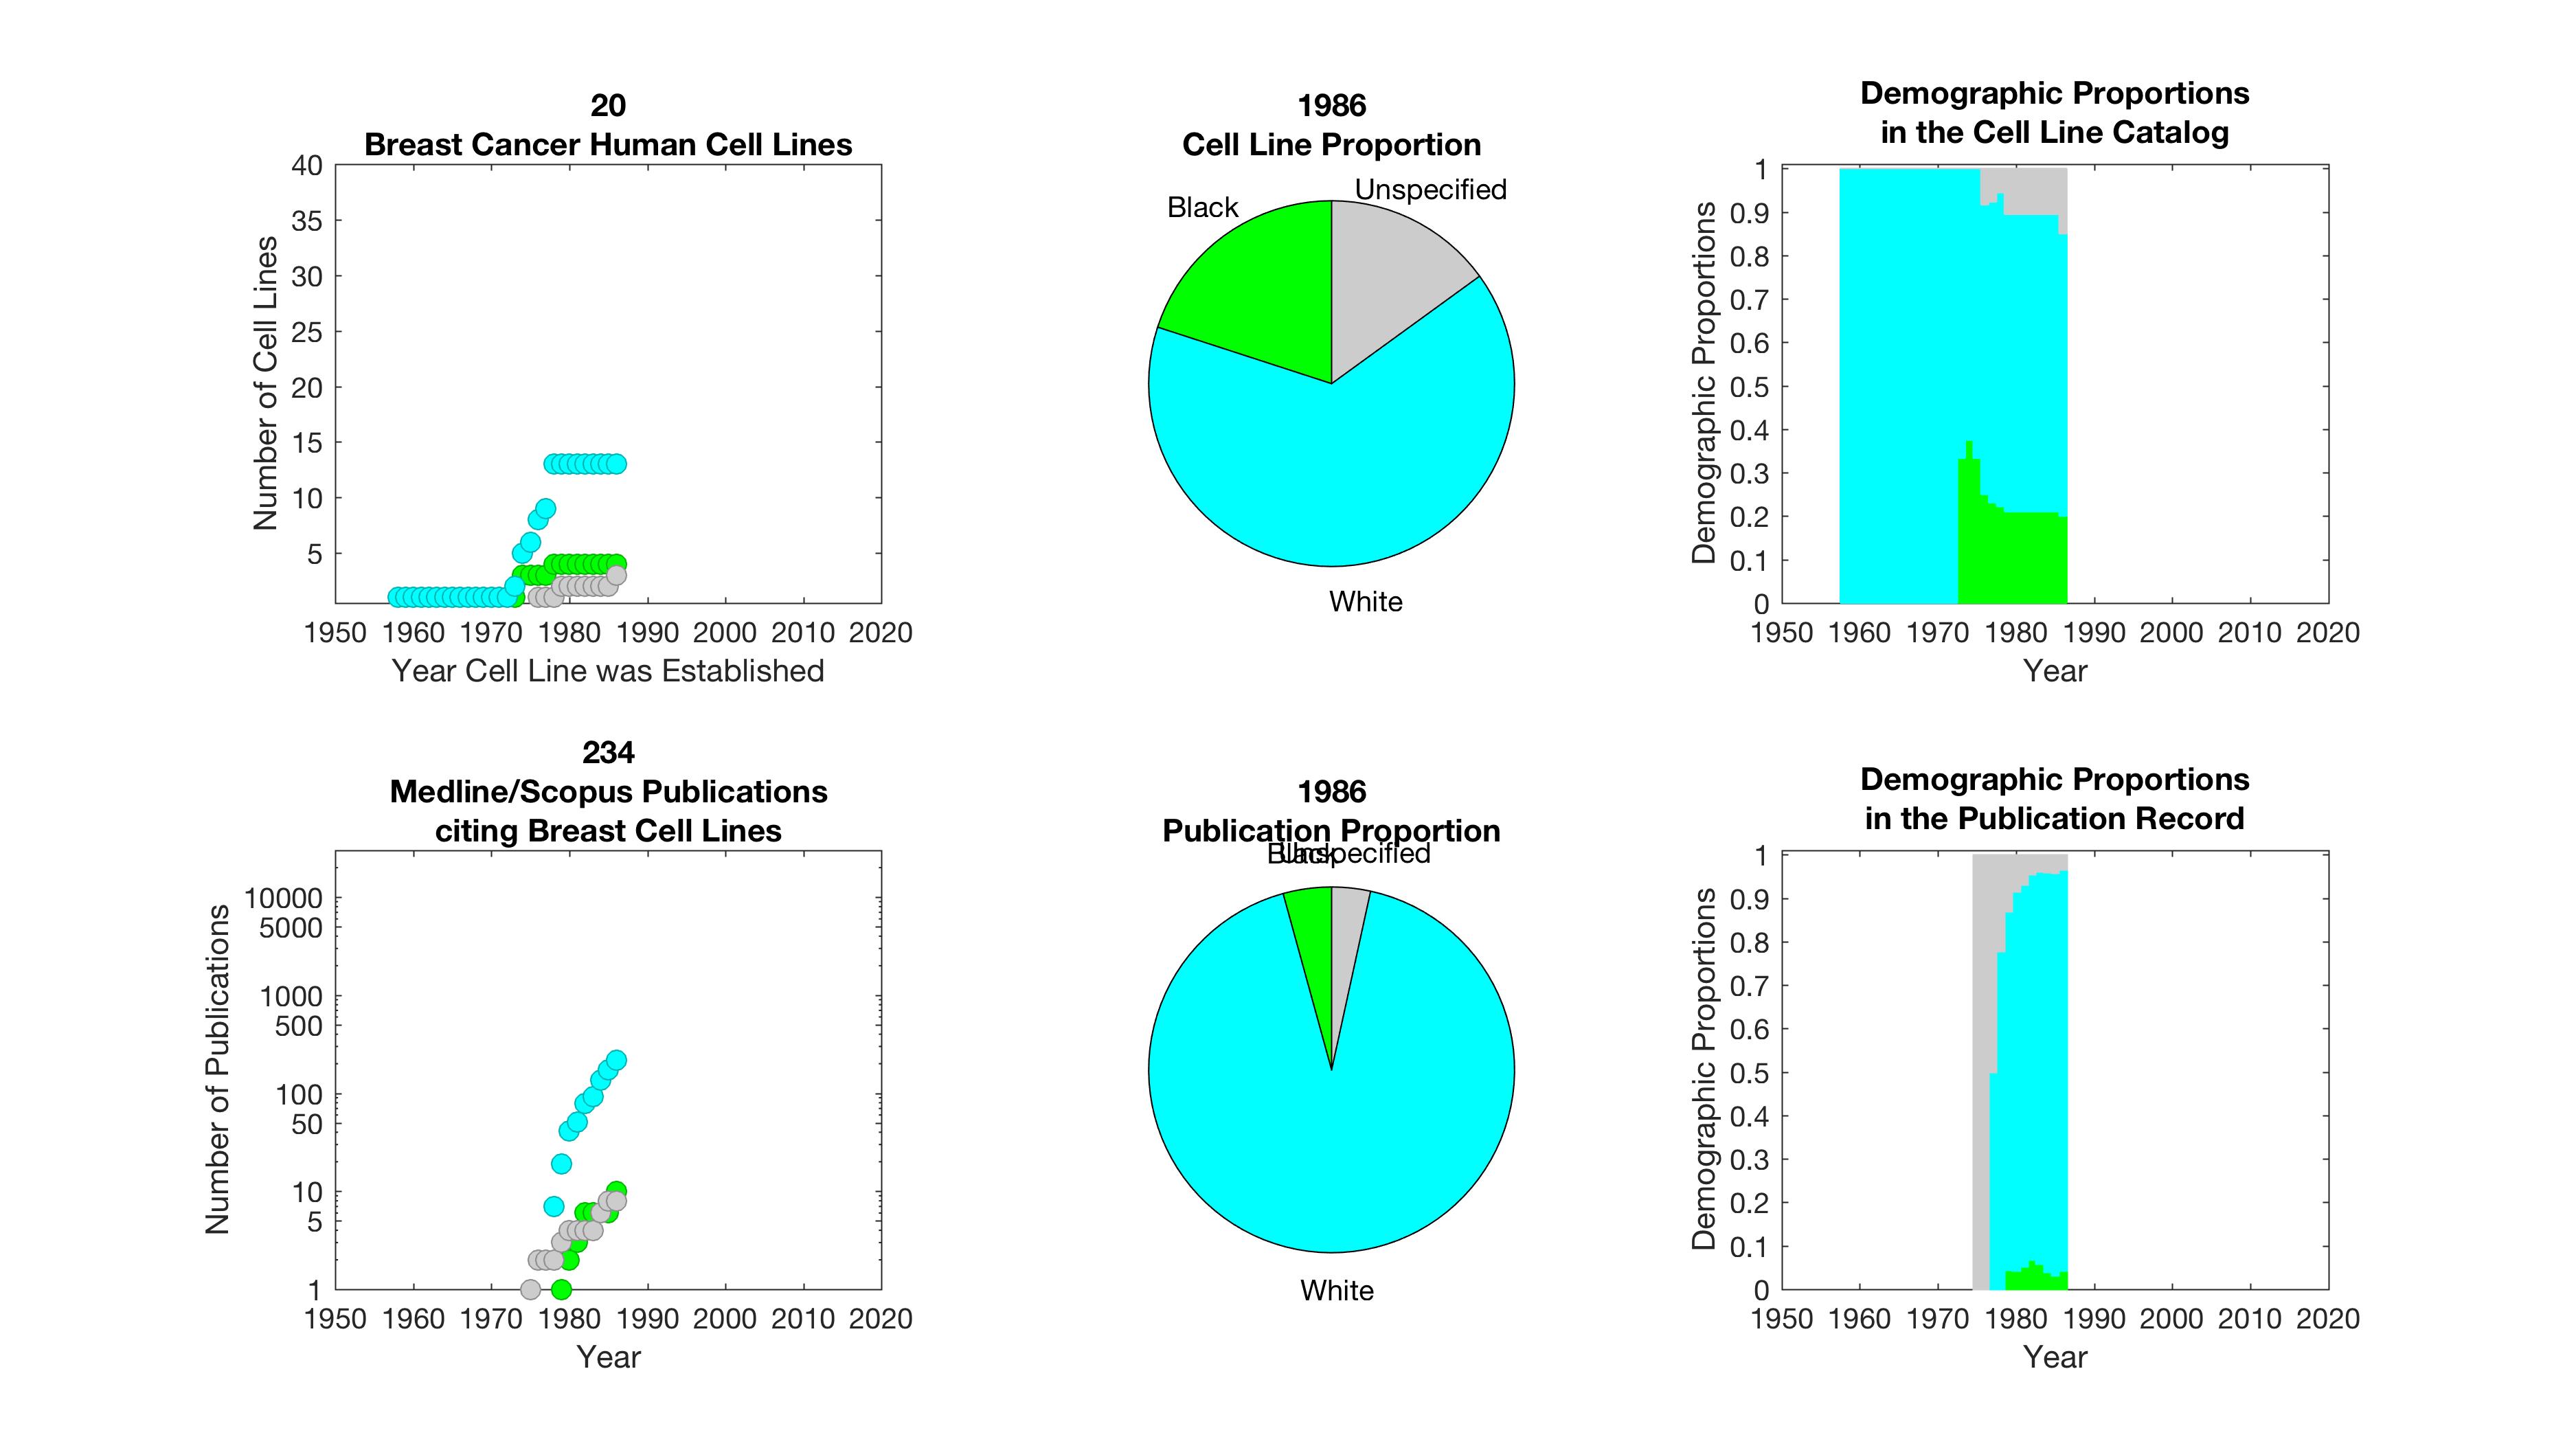 20
Breast Cancer Human Cell Lines
40
35
30
25
20
15
10
5
Number of Cell Lines
1950 1960 1970 1980 1990 2000 2010 2020
Year Cell Line was Established
1986
Cell Line Proportion
Black
Unspecified
White
Demographic Proportions
in the Cell Line Catalog
1
0.9
0.8
0.7
0.6
0.5
0.4
0.3
0.2
0.1
0
Demographic Proportions
1950 1960 1970 1980 1990 2000 2010 2020
Year
234
Medline/Scopus Publications
citing Breast Cell Lines
10000
5000
1000
500
100
50
10
5
1
Number of Publications
1950 1960 1970 1980 1990 2000 2010 2020
Year
1986
Publication Proportion
Black
Unspecified
White
Demographic Proportions
in the Publication Record
1
0.9
0.8
0.7
0.6
0.5
0.4
0.3
0.2
0.1
0
Demographic Proportions
1950 1960 1970 1980 1990 2000 2010 2020
Year